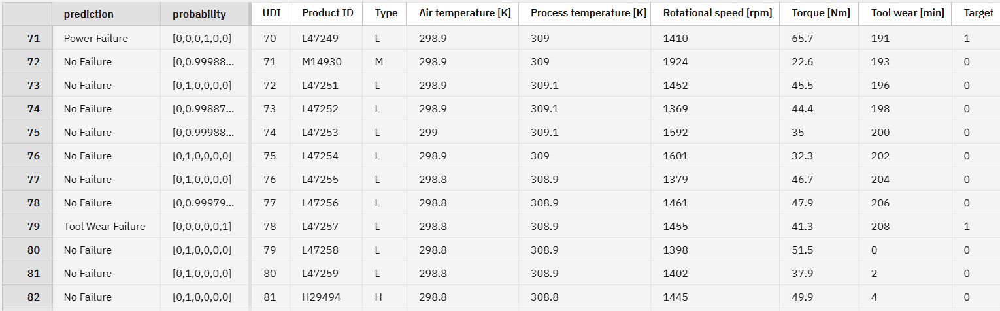 prediction probability UDI Product ID Type Air temperature [K] Process temperature [K] Rotational speed [rpm] Torque [Nm] Tool wear [min] Target
71 Power Failure [0,0,0,1,0,0] 70 L47249 L 298.9 309 1410 65.7 191 1
72 No Failure [0,0.99988... 71 M14930 M 298.9 309 1924 22.6 193 0
73 No Failure [0,1,0,0,0,0] 72 L47251 L 298.9 309.1 1452 45.5 196 0
74 No Failure [0,0.99887... 73 L47252 L 298.9 309.1 1369 44.4 198 0
75 No Failure [0,0.99988... 74 L47253 L 299 309.1 1592 35 200 0
76 No Failure [0,1,0,0,0,0] 75 L47254 L 298.9 309 1601 32.3 202 0
77 No Failure [0,1,0,0,0,0] 76 L47255 L 298.8 308.9 1379 46.7 204 0
78 No Failure [0,0.99979... 77 L47256 L 298.8 308.9 1461 47.9 206 0
79 Tool Wear Failure [0,0,0,0,0,1] 78 L47257 L 298.8 308.9 1455 41.3 208 1
80 No Failure [0,1,0,0,0,0] 79 L47258 L 298.8 308.9 1398 51.5 0 0
81 No Failure [0,1,0,0,0,0] 80 L47259 L 298.8 308.9 1402 37.9 2 0
82 No Failure [0,1,0,0,0,0] 81 H29494 H 298.8 308.8 1445 49.9 4 0